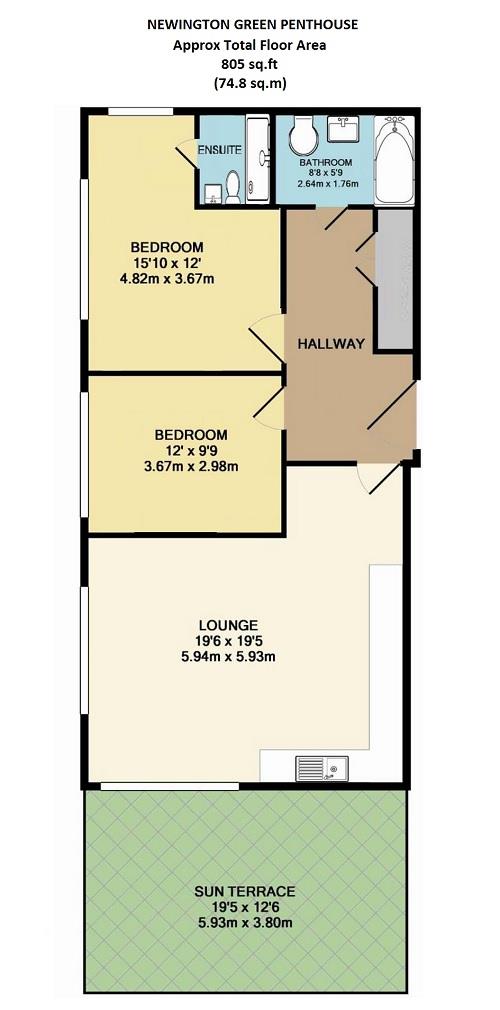 NEWINGTON GREEN PENTHOUSE
Approx Total Floor Area
805 sq.ft
(74.8 sq.m)
ENSUITE
BATHROOM
8'8 x 5'9
2.64m x 1.76m
BEDROOM
15'10 x 12'
4.82m x 3.67m
HALLWAY
BEDROOM
12' x 9'9
3.67m x 2.98m
LOUNGE
19'6 x 19'5
5.94m x 5.93m
SUN TERRACE
19'5 x 12'6
5.93m x 3.80m